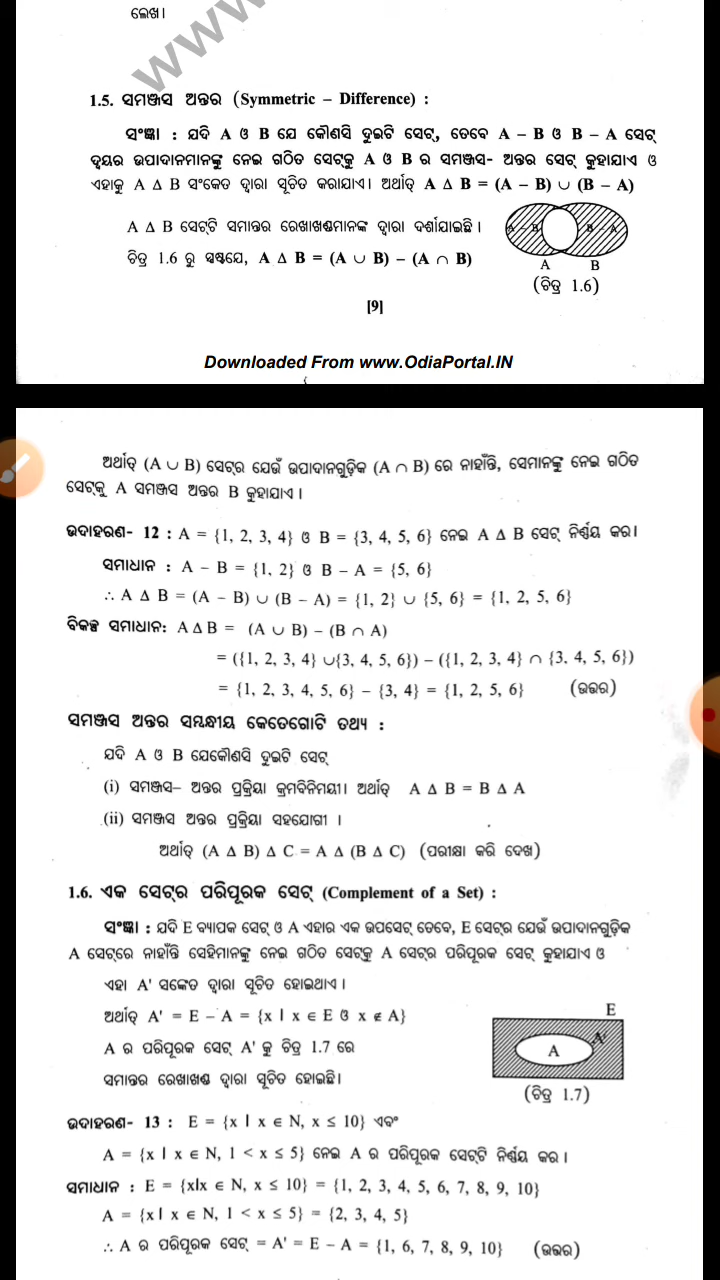 ଲେଖ।
www
1.5. ସମଞ୍ଜସ ଅନ୍ତର (Symmetric – Difference) :
ସଂଜ୍ଞା : ଯଦି A ଓ B ଯେ କୌଣସି ଦୁଇଟି ସେଟ୍, ତେବେ A – B ଓ B – A ସେଟ୍
ଦ୍ୱୟର ଉପାଦାନମାନଙ୍କୁ ନେଇ ଗଠିତ ସେଟ୍‌କୁ A ଓ B ର ସମଞ୍ଜସ- ଅନ୍ତର ସେଟ୍ କୁହାଯାଏ ଓ
ଏହାକୁ A Δ B ସଂକେତ ଦ୍ୱାରା ସୂଚିତ କରାଯାଏ। ଅର୍ଥାତ୍ A Δ B = (A – B) ∪ (B – A)
A Δ B ସେଟ୍‌ଟି ସମାନ୍ତର ରେଖାଖଣ୍ଡମାନଙ୍କ ଦ୍ୱାରା ଦର୍ଶାଯାଇଛି।
ଚିତ୍ର 1.6 ରୁ ସ୍ପଷ୍ଟଯେ, A Δ B = (A ∪ B) – (A ∩ B)
A – B B – A
A B
(ଚିତ୍ର 1.6)
[9]
Downloaded From www.OdiaPortal.IN
ଅର୍ଥାତ୍ (A ∪ B) ସେଟ୍‌ର ଯେଉଁ ଉପାଦାନଗୁଡ଼ିକ (A ∩ B) ରେ ନାହାଁନ୍ତି, ସେମାନଙ୍କୁ ନେଇ ଗଠିତ
ସେଟ୍‌କୁ A ସମଞ୍ଜସ ଅନ୍ତର B କୁହାଯାଏ।
ଉଦାହରଣ- 12 : A = {1, 2, 3, 4} ଓ B = {3, 4, 5, 6} ନେଇ A Δ B ସେଟ୍ ନିର୍ଣ୍ଣୟ କର।
ସମାଧାନ : A – B = {1, 2} ଓ B – A = {5, 6}
∴ A Δ B = (A – B) ∪ (B – A) = {1, 2} ∪ {5, 6} = {1, 2, 5, 6}
ବିକଳ୍ପ ସମାଧାନ: A Δ B = (A ∪ B) – (B ∩ A)
= ({1, 2, 3, 4} ∪{3, 4, 5, 6}) – ({1, 2, 3, 4} ∩ {3. 4, 5, 6})
= {1, 2, 3, 4, 5, 6} – {3, 4} = {1, 2, 5, 6} (ଉତ୍ତର)
ସମଞ୍ଜସ ଅନ୍ତର ସମ୍ବନ୍ଧୀୟ କେତେଗୋଟି ତଥ୍ୟ :
ଯଦି A ଓ B ଯେକୌଣସି ଦୁଇଟି ସେଟ୍
(i) ସମଞ୍ଜସ– ଅନ୍ତର ପ୍ରକ୍ରିୟା କ୍ରମବିନିମୟୀ। ଅର୍ଥାତ୍ A Δ B = B Δ A
(ii) ସମଞ୍ଜସ ଅନ୍ତର ପ୍ରକ୍ରିୟା ସହଯୋଗୀ ।
ଅର୍ଥାତ୍ (A Δ B) Δ C = A Δ (B Δ C) (ପରୀକ୍ଷା କରି ଦେଖ)
1.6. ଏକ ସେଟ୍‌ର ପରିପୂରକ ସେଟ୍ (Complement of a Set) :
ସଂଜ୍ଞା : ଯଦି E ବ୍ୟାପକ ସେଟ୍ ଓ A ଏହାର ଏକ ଉପସେଟ୍ ତେବେ, E ସେଟ୍‌ର ଯେଉଁ ଉପାଦାନଗୁଡ଼ିକ
A ସେଟ୍‌ରେ ନାହାଁନ୍ତି ସେହିମାନଙ୍କୁ ନେଇ ଗଠିତ ସେଟ୍‌କୁ A ସେଟ୍‌ର ପରିପୂରକ ସେଟ୍ କୁହାଯାଏ ଓ
ଏହା A' ସଙ୍କେତ ଦ୍ୱାରା ସୂଚିତ ହୋଇଥାଏ।
ଅର୍ଥାତ୍ A' = E – A = {x | x ∈ E ଓ x ∉ A}
A ର ପରିପୂରକ ସେଟ୍ A' କୁ ଚିତ୍ର 1.7 ରେ
ସମାନ୍ତର ରେଖାଖଣ୍ଡ ଦ୍ୱାରା ସୂଚିତ ହୋଇଛି।
E
A A'
(ଚିତ୍ର 1.7)
ଉଦାହରଣ- 13 : E = {x | x ∈ N, x ≤ 10} ଏବଂ
A = {x | x ∈ N, 1 < x ≤ 5} ନେଇ A ର ପରିପୂରକ ସେଟ୍‌ଟି ନିର୍ଣ୍ଣୟ କର।
ସମାଧାନ : E = {x|x ∈ N, x ≤ 10} = {1, 2, 3, 4, 5, 6, 7, 8, 9, 10}
A = {x | x ∈ N, 1 < x ≤ 5} = {2, 3, 4, 5}
∴ A ର ପରିପୂରକ ସେଟ୍ = A' = E – A = {1, 6, 7, 8, 9, 10} (ଉତ୍ତର)